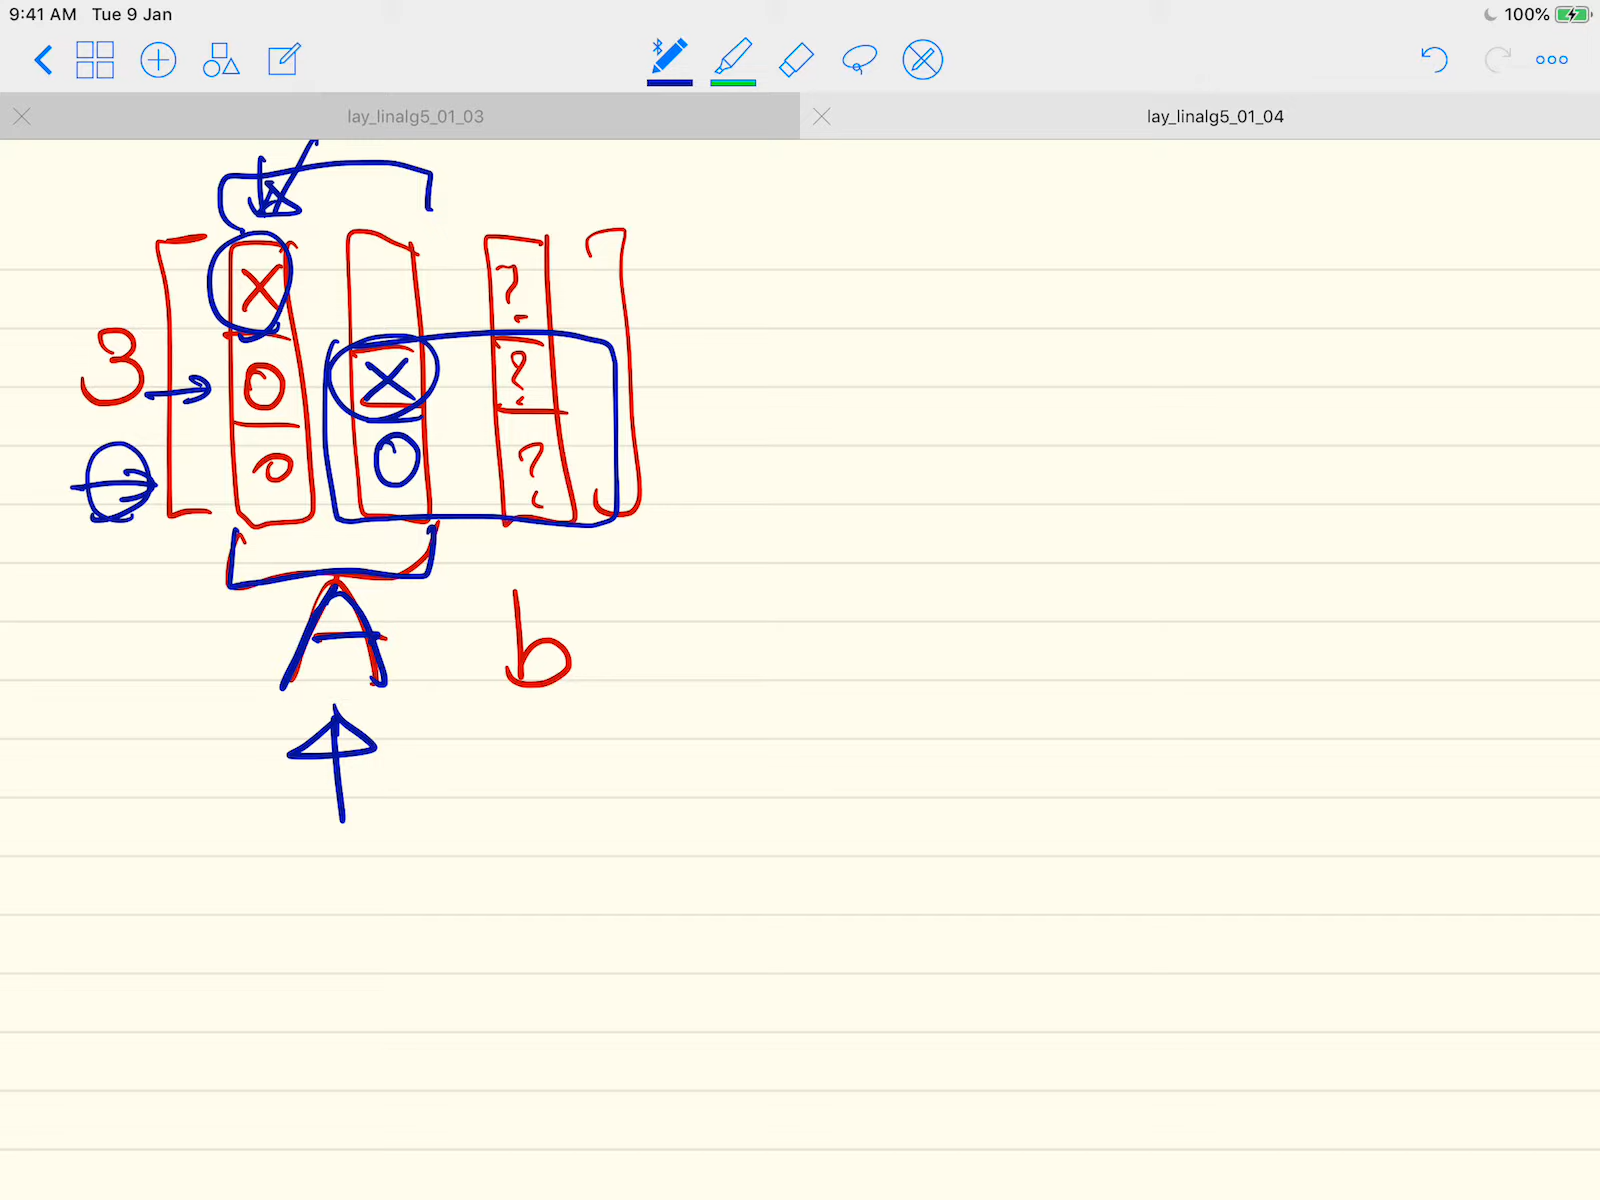 9:41 AM Tue 9 Jan 100%
lay_linalg5_01_03 lay_linalg5_01_04
X ?
3 0 X ?
0 0 ?
A b